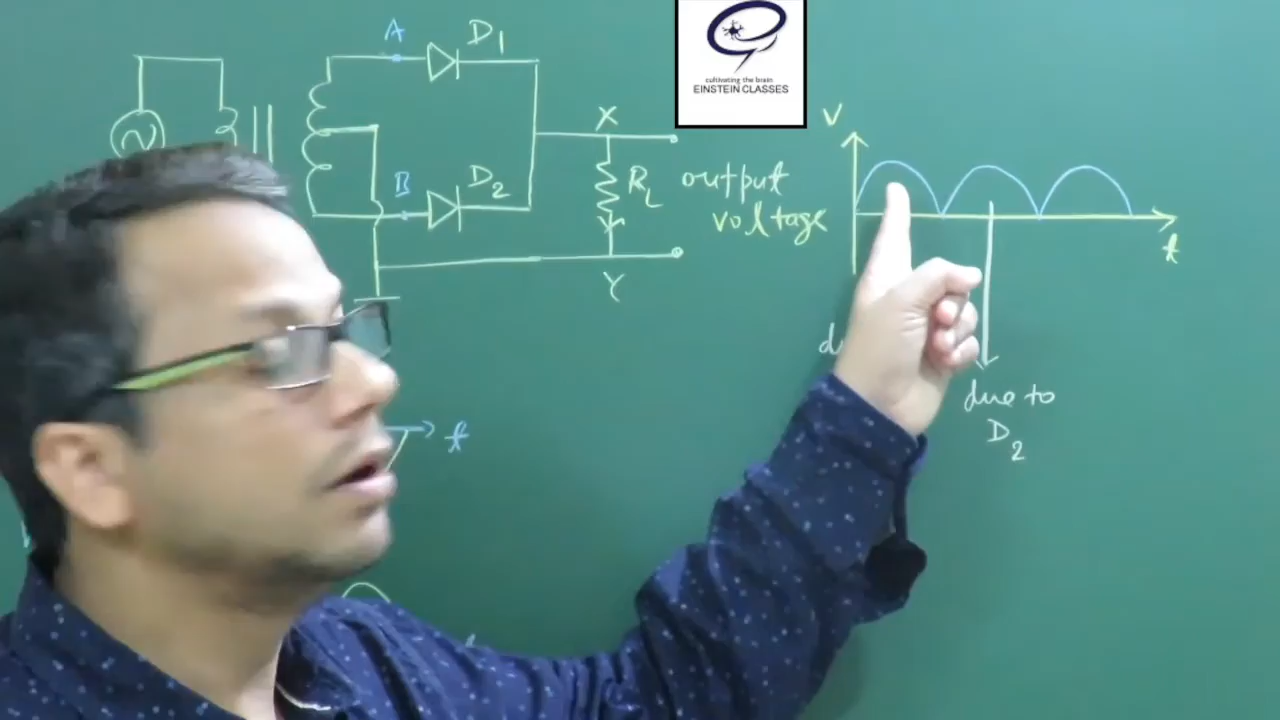 A
D1
B
D2
X
RL
Y
output
voltage
cultivating the brain
EINSTEIN CLASSES
V
t
due to
D2
t